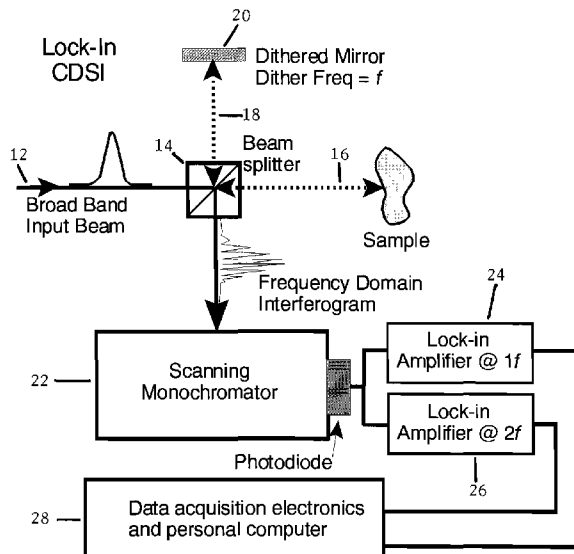 20
Lock-In
CDSI
Dithered Mirror
Dither Freq = f
18
14
Beam
splitter
12
16
Broad Band
Input Beam
Sample
Frequency Domain
Interferogram
24
22
Scanning
Monochromator
Lock-in
Amplifier @ 1f
Lock-in
Amplifier @ 2f
Photodiode
26
28
Data acquisition electronics
and personal computer